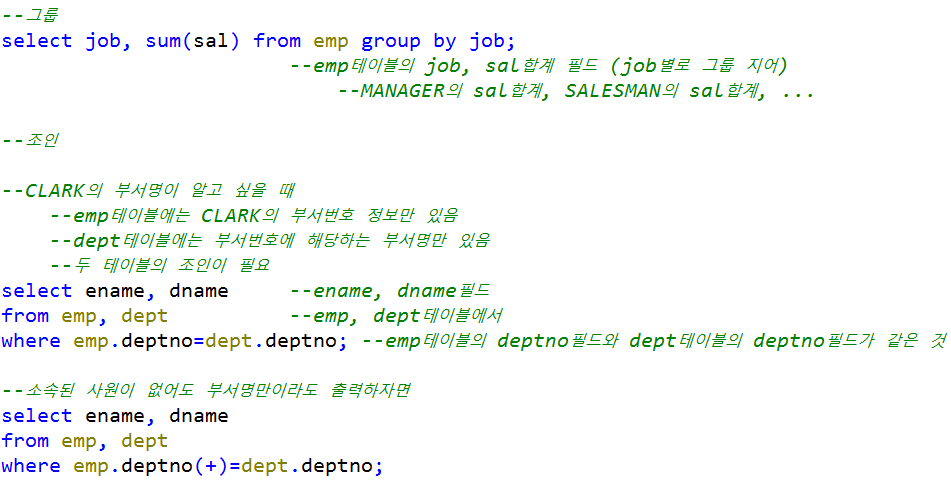 --그룹
select job, sum(sal) from emp group by job;
--emp테이블의 job, sal합계 필드 (job별로 그룹 지어)
--MANAGER의 sal합계, SALESMAN의 sal합계, ...
--조인
--CLARK의 부서명이 알고 싶을 때
--emp테이블에는 CLARK의 부서번호 정보만 있음
--dept테이블에는 부서번호에 해당하는 부서명만 있음
--두 테이블의 조인이 필요
select ename, dname --ename, dname필드
from emp, dept --emp, dept테이블에서
where emp.deptno=dept.deptno; --emp테이블의 deptno필드와 dept테이블의 deptno필드가 같은 것
--소속된 사원이 없어도 부서명만이라도 출력하자면
select ename, dname
from emp, dept
where emp.deptno(+)=dept.deptno;